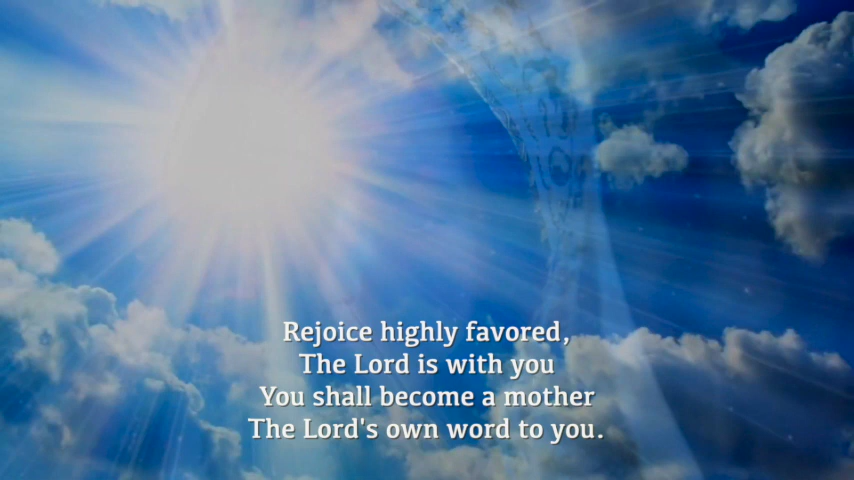 Rejoice highly favored,
The Lord is with you
You shall become a mother
The Lord's own word to you.